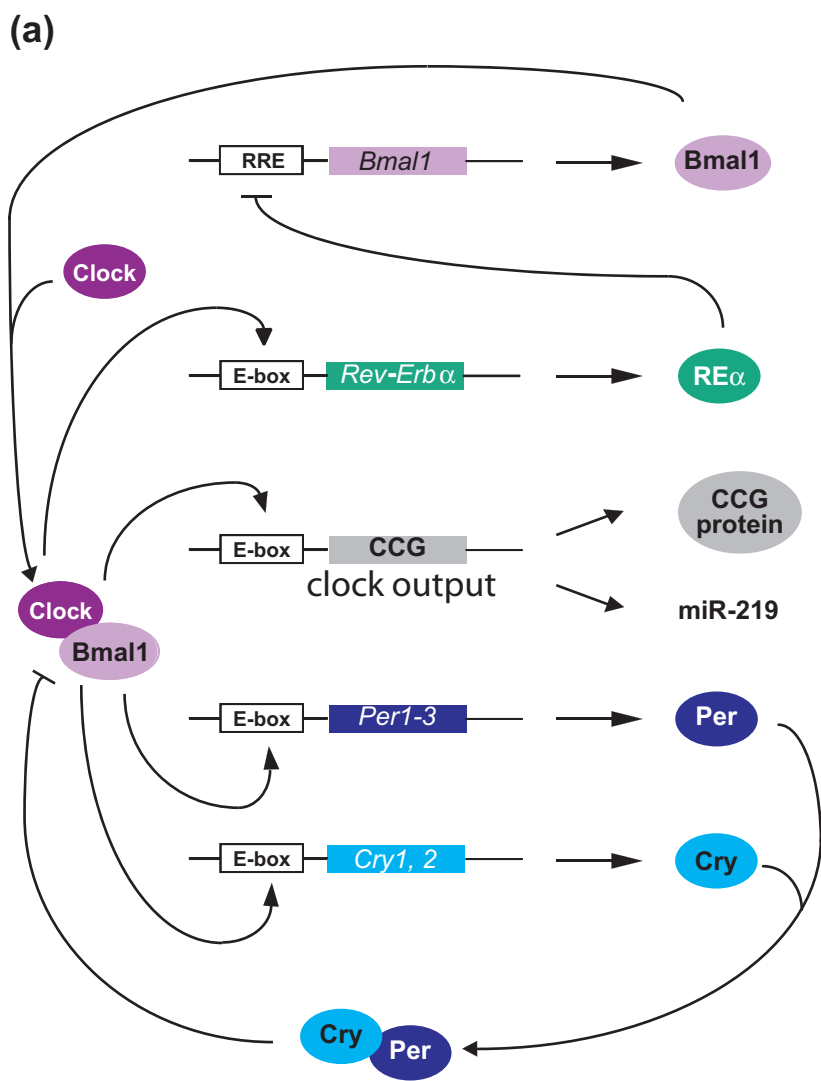 (a)
RRE Bmal1 Bmal1
Clock
E-box Rev-Erb α REα
E-box CCG CCG
protein
clock output
miR-219
Clock
Bmal1
E-box Per1-3 Per
E-box Cry1, 2 Cry
Cry
Per